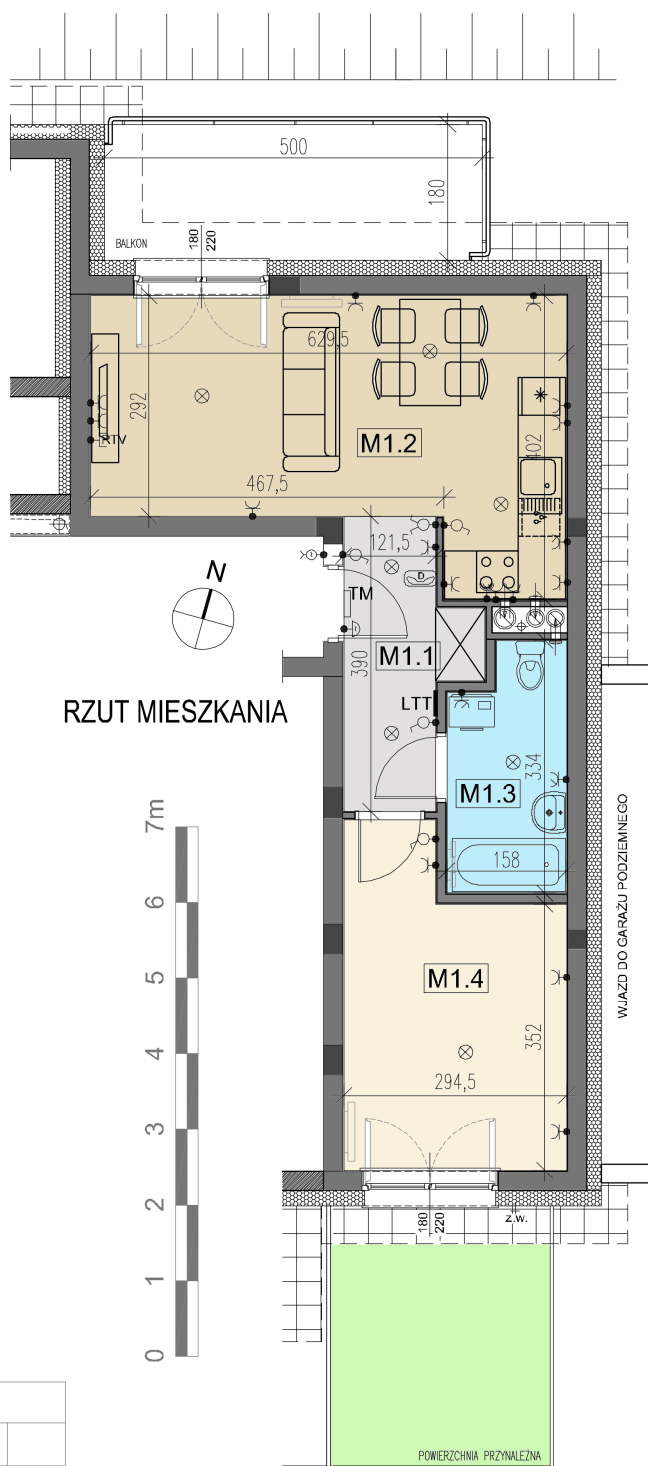 500
180
BALKON
180
220
629,5
292
RTV
M1.2
402
467,5
121,5
D
N
TM
M1.1
390
RZUT MIESZKANIA
LTT
334
M1.3
7m
158
WJAZD DO GARAŻU PODZIEMNEGO
6
5
M1.4
4
352
294,5
3
2
180
220
z.w.
1
0
POWIERZCHNIA PRZYNALEŻNA